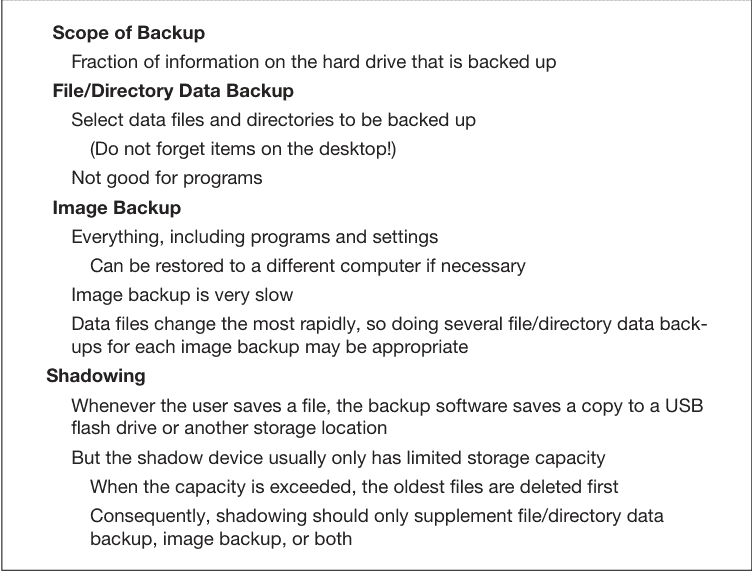 Scope of Backup
Fraction of information on the hard drive that is backed up
File/Directory Data Backup
Select data files and directories to be backed up
(Do not forget items on the desktop!)
Not good for programs
Image Backup
Everything, including programs and settings
Can be restored to a different computer if necessary
Image backup is very slow
Data files change the most rapidly, so doing several file/directory data back-
ups for each image backup may be appropriate
Shadowing
Whenever the user saves a file, the backup software saves a copy to a USB
flash drive or another storage location
But the shadow device usually only has limited storage capacity
When the capacity is exceeded, the oldest files are deleted first
Consequently, shadowing should only supplement file/directory data
backup, image backup, or both